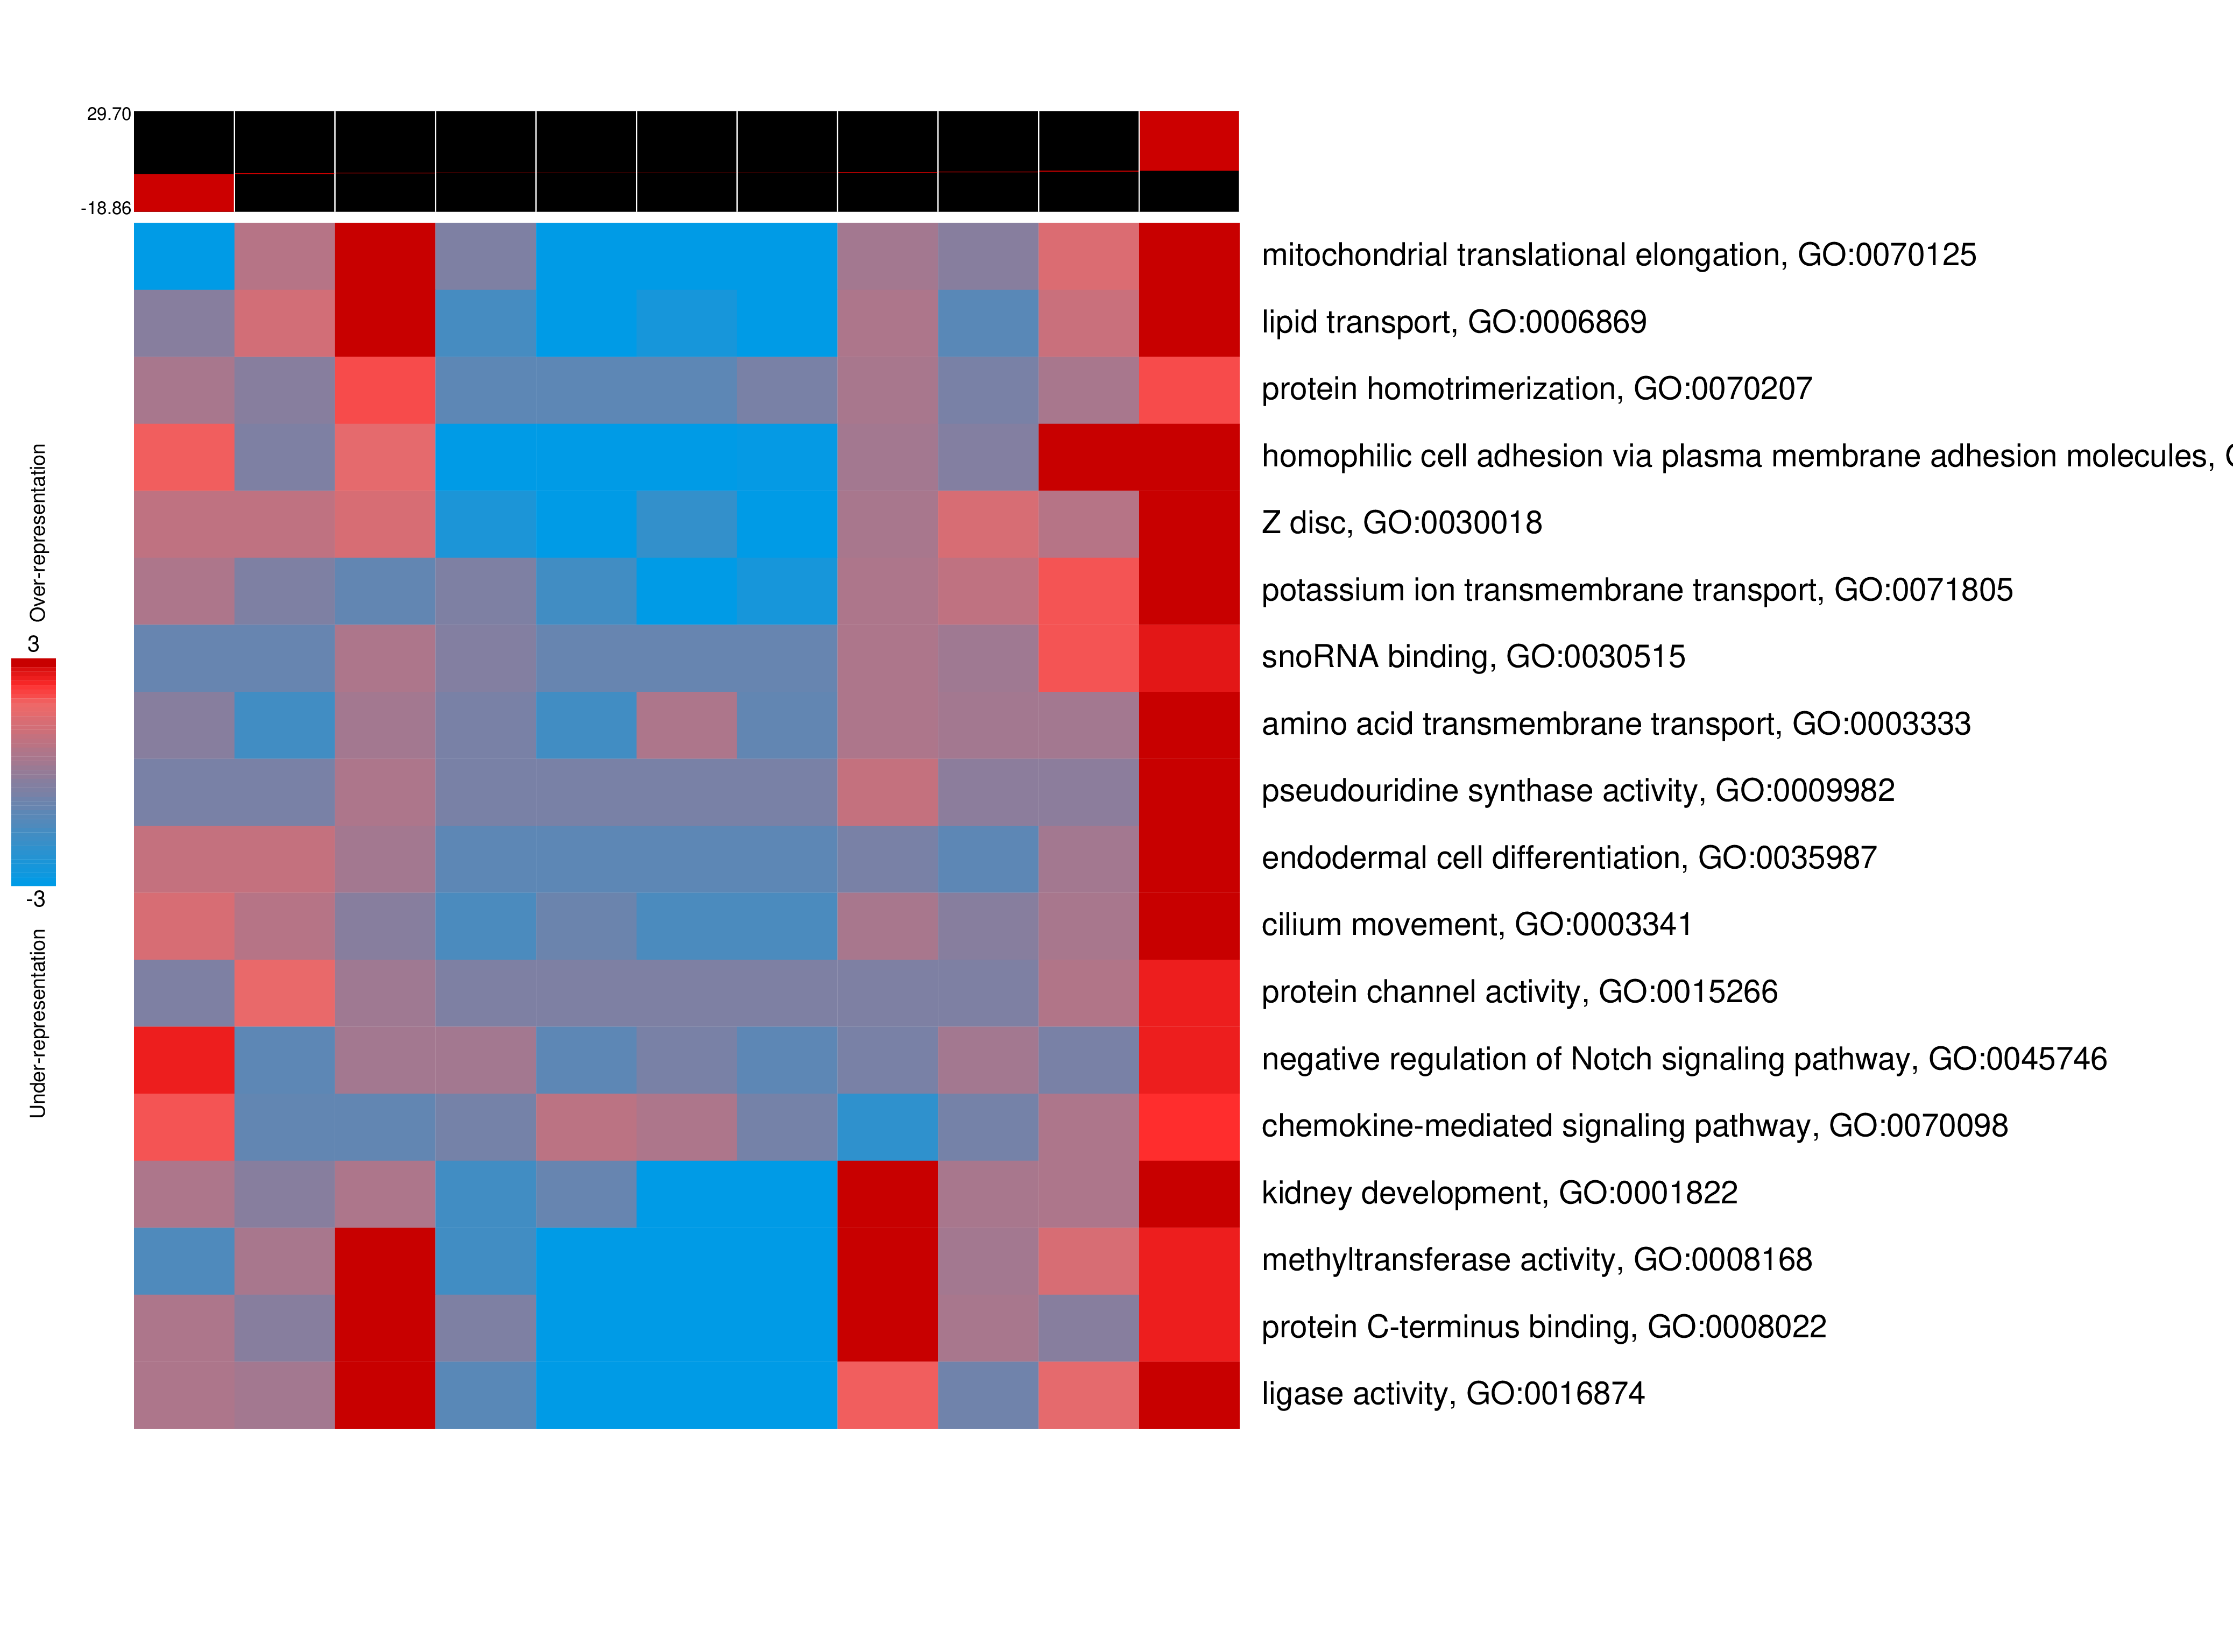 29.70
-18.86
mitochondrial translational elongation, GO:0070125
lipid transport, GO:0006869
protein homotrimerization, GO:0070207
homophilic cell adhesion via plasma membrane adhesion molecules,
Z disc, GO:0030018
potassium ion transmembrane transport, GO:0071805
snoRNA binding, GO:0030515
amino acid transmembrane transport, GO:0003333
pseudouridine synthase activity, GO:0009982
endodermal cell differentiation, GO:0035987
cilium movement, GO:0003341
protein channel activity, GO:0015266
negative regulation of Notch signaling pathway, GO:0045746
chemokine-mediated signaling pathway, GO:0070098
kidney development, GO:0001822
methyltransferase activity, GO:0008168
protein C-terminus binding, GO:0008022
ligase activity, GO:0016874
Over-representation
3
-3
Under-representation